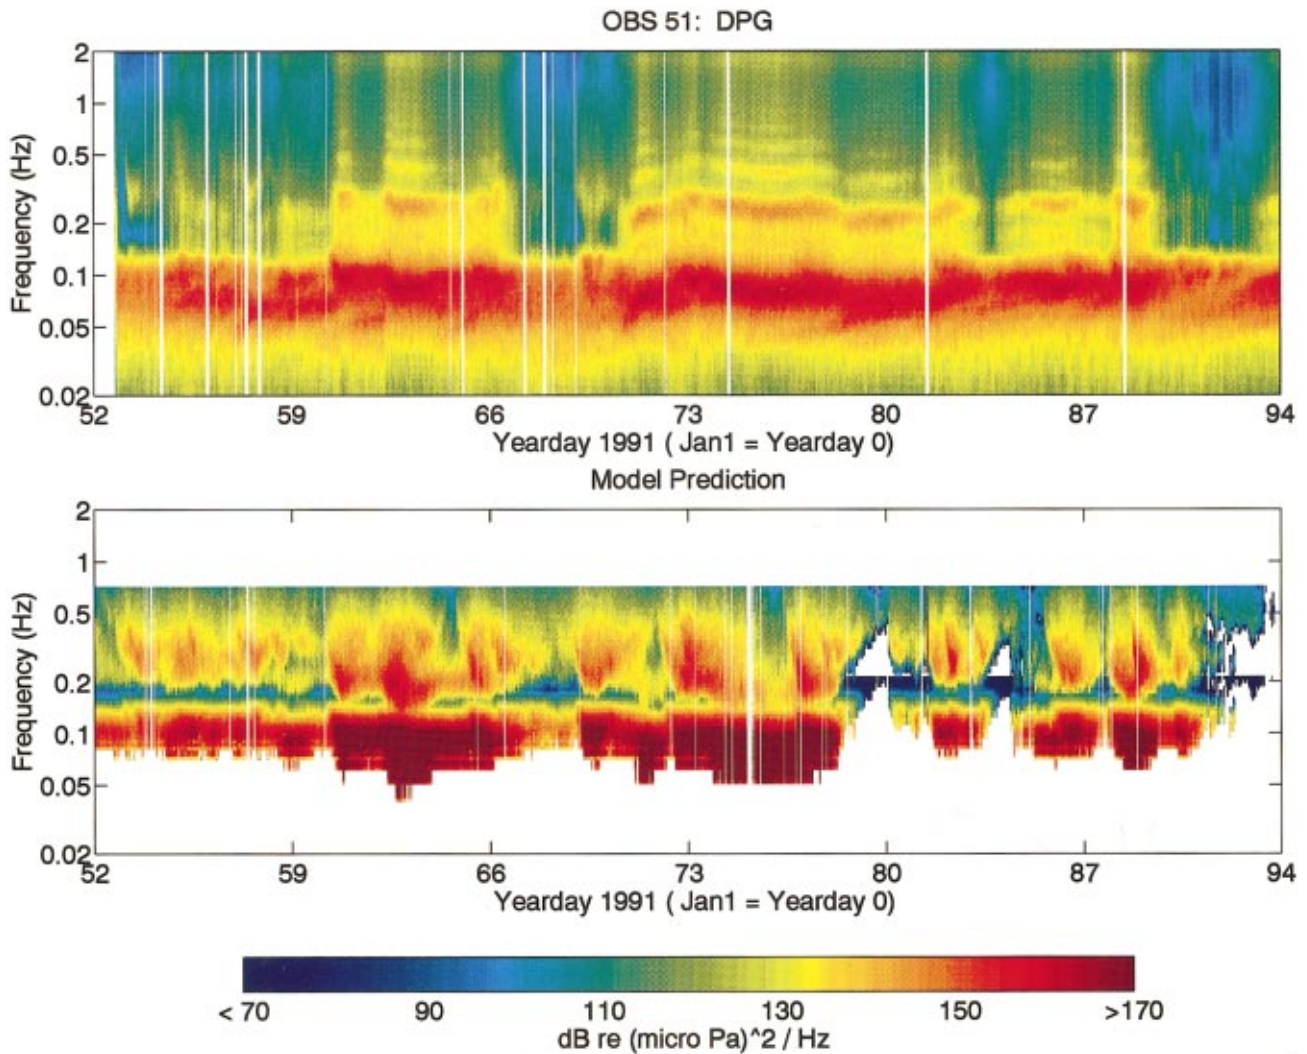 OBS 51: DPG
2
1
0.5
0.2
0.1
0.05
0.02
Frequency (Hz)
52 59 66 73 80 87 94
Yearday 1991 ( Jan1 = Yearday 0)
Model Prediction
2
1
0.5
0.2
0.1
0.05
0.02
Frequency (Hz)
52 59 66 73 80 87 94
Yearday 1991 ( Jan1 = Yearday 0)
< 70 90 110 130 150 >170
dB re (micro Pa)^2 / Hz